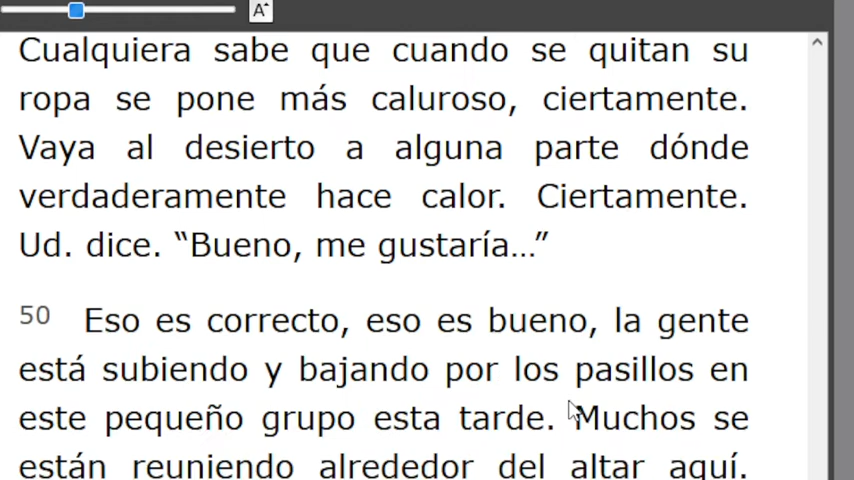 A^
Cualquiera sabe que cuando se quitan su
ropa se pone más caluroso, ciertamente.
Vaya al desierto a alguna parte dónde
verdaderamente hace calor. Ciertamente.
Ud. dice. “Bueno, me gustaría...”
50 Eso es correcto, eso es bueno, la gente
está subiendo y bajando por los pasillos en
este pequeño grupo esta tarde. Muchos se
están reuniendo alrededor del altar aquí.